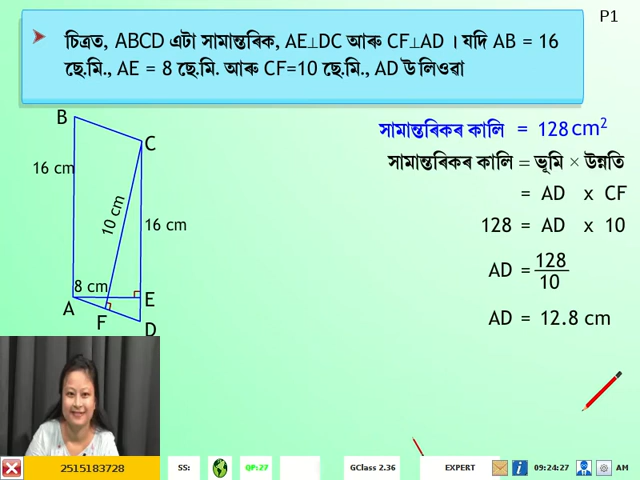 P1
চিত্ৰত, ABCD এটা সামান্তৰিক, AE⊥DC আৰু CF⊥AD । যদি AB = 16
ছে.মি., AE = 8 ছে.মি. আৰু CF=10 ছে.মি., AD উলিওৱা
সামান্তৰিকৰ কালি = 128cm²
সামান্তৰিকৰ কালি = ভূমি × উন্নতি
= AD x CF
128 = AD x 10
AD = 128
10
AD = 12.8 cm
B
C
16 cm
10 cm
16 cm
8 cm
A
E
F
D
2515183728 SS: QF:27 GClass 2.36 EXPERT 09:24:27 AM